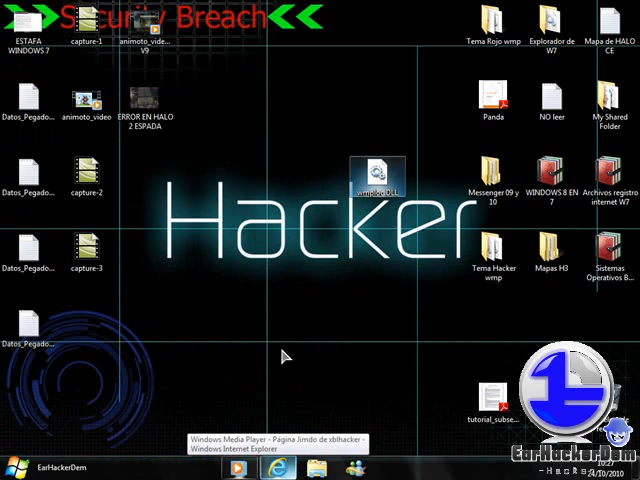 Security Breach
ESTAFA WINDOWS 7
capture-1
animoto_vide... V9
Tema Rojo wmp
Explorador de W7
Mapa de HALO CE
Datos_Pegado...
animoto_video
ERROR EN HALO 2 ESPADA
Panda
NO leer
My Shared Folder
Datos_Pegado...
capture-2
Messenger 09 y 10
WINDOWS 8 EN 7
Archivos registro internet W7
Hacker
Datos_Pegado...
capture-3
Tema Hacker wmp
Mapas H3
Sistemas Operativos B...
Datos_Pegado...
tutorial_subse...
Windows Media Player - Página Jimdo de xblhacker - Windows Internet Explorer
EarHackerDem
EarHackerDem
-Hacks-
10:27
24/10/2010